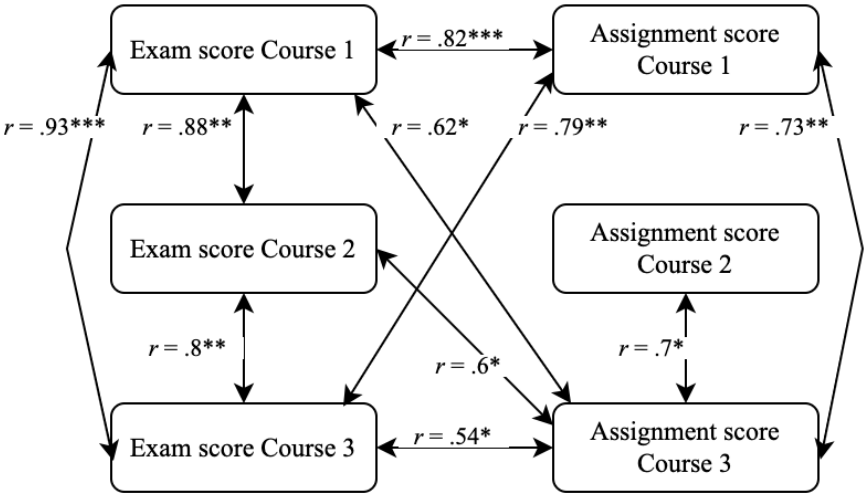 Exam score Course 1
r = .82***
Assignment score
Course 1
r = .93***
r = .88**
r = .62*
r = .79**
r = .73**
Exam score Course 2
Assignment score
Course 2
r = .8**
r = .6*
r = .7*
Exam score Course 3
r = .54*
Assignment score
Course 3